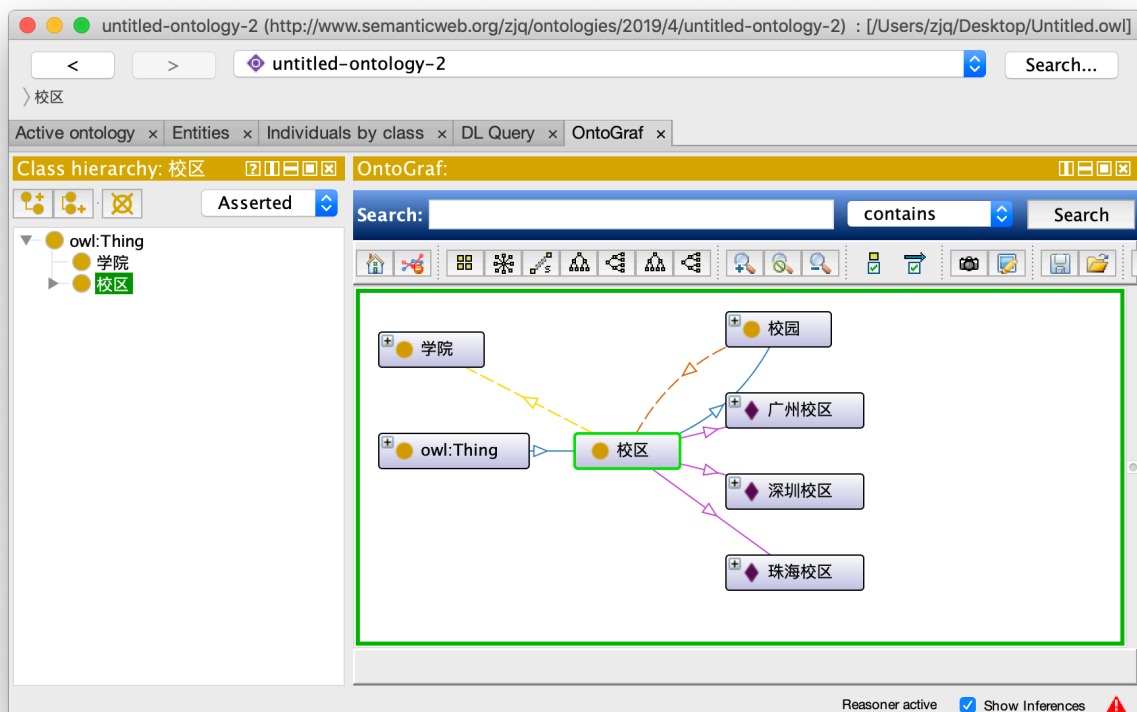 untitled-ontology-2 (http://www.semanticweb.org/zjq/ontologies/2019/4/untitled-ontology-2) : [/Users/zjq/Desktop/Untitled.owl]
< > untitled-ontology-2 Search...
校区
Active ontology × Entities × Individuals by class × DL Query × OntoGraf ×
Class hierarchy: 校区
OntoGraf:
Asserted
Search: contains Search
owl:Thing
学院
校区
校园
学院
广州校区
owl:Thing
校区
深圳校区
珠海校区
Reasoner active Show Inferences